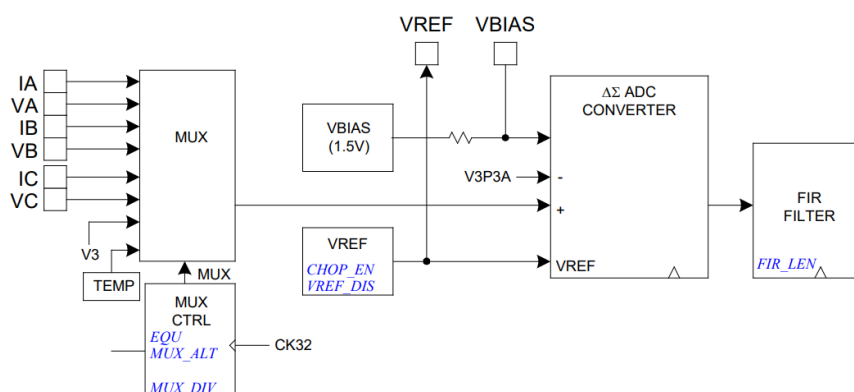 VREF
VBIAS
IA
VA
IB
VB
IC
VC
V3
TEMP
MUX
MUX
MUX
CTRL
EQU
MUX_ALT
MUX_DIV
CK32
VBIAS
(1.5V)
V3P3A
VREF
CHOP_EN
VREF_DIS
ΔΣ ADC
CONVERTER
-
+
VREF
FIR
FILTER
FIR_LEN